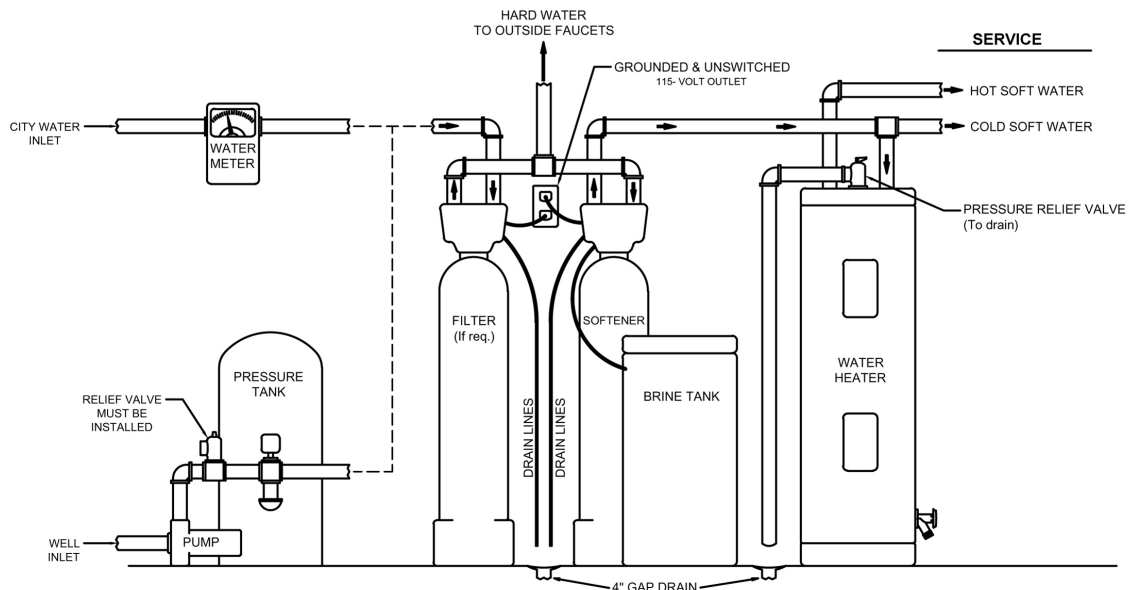 HARD WATER
TO OUTSIDE FAUCETS
SERVICE
GROUNDED & UNSWITCHED
115- VOLT OUTLET
HOT SOFT WATER
CITY WATER
INLET
WATER
METER
COLD SOFT WATER
PRESSURE RELIEF VALVE
(To drain)
FILTER
(If req.)
SOFTENER
WATER
HEATER
PRESSURE
TANK
RELIEF VALVE
MUST BE
INSTALLED
BRINE TANK
DRAIN LINES
DRAIN LINES
WELL
INLET
PUMP
4" GAP DRAIN